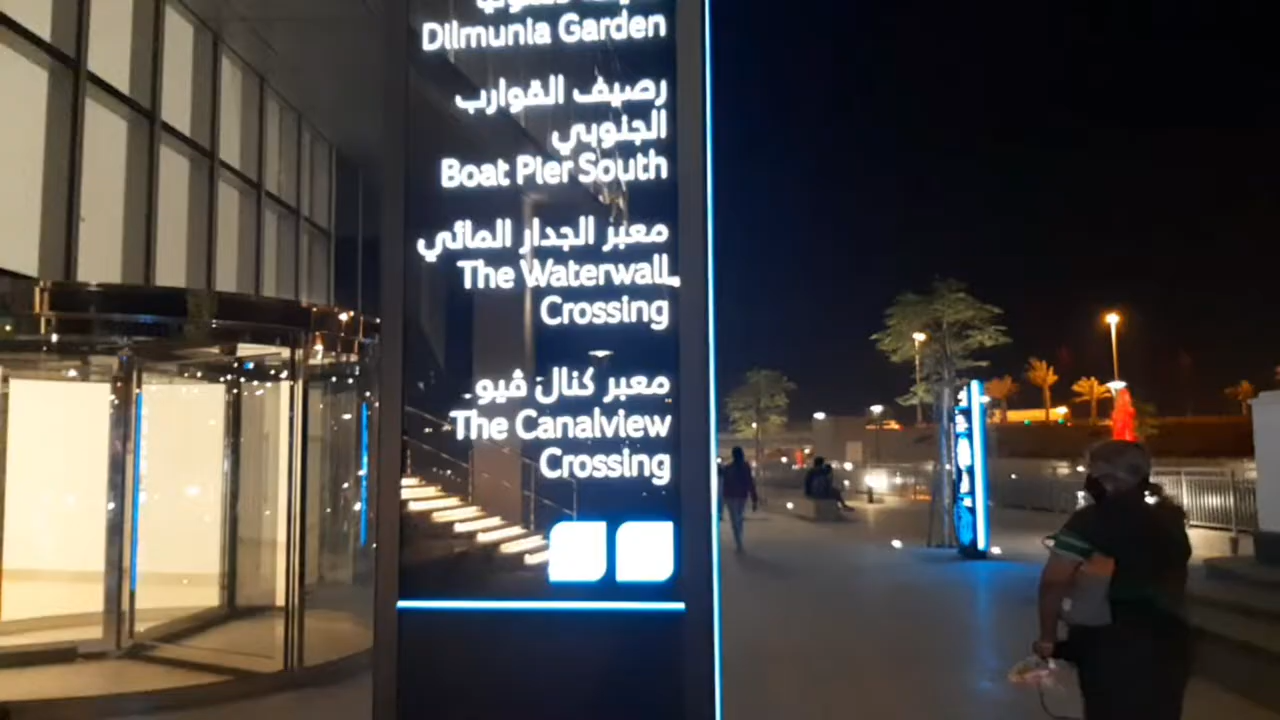 Dilmunia Garden
رصيف القوارب
الجنوبي
Boat Pier South
معبر الجدار المائي
The Waterwall
Crossing
معبر كنال ڤيو
The Canalview
Crossing